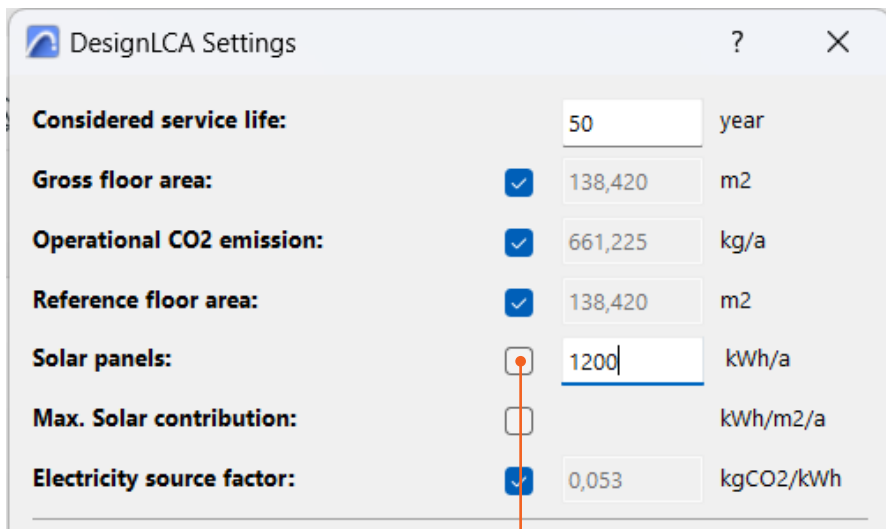 DesignLCA Settings ? ×
Considered service life: 50 year
Gross floor area: 138,420 m2
Operational CO2 emission: 661,225 kg/a
Reference floor area: 138,420 m2
Solar panels: 1200 kWh/a
Max. Solar contribution: kWh/m2/a
Electricity source factor: 0,053 kgCO2/kWh